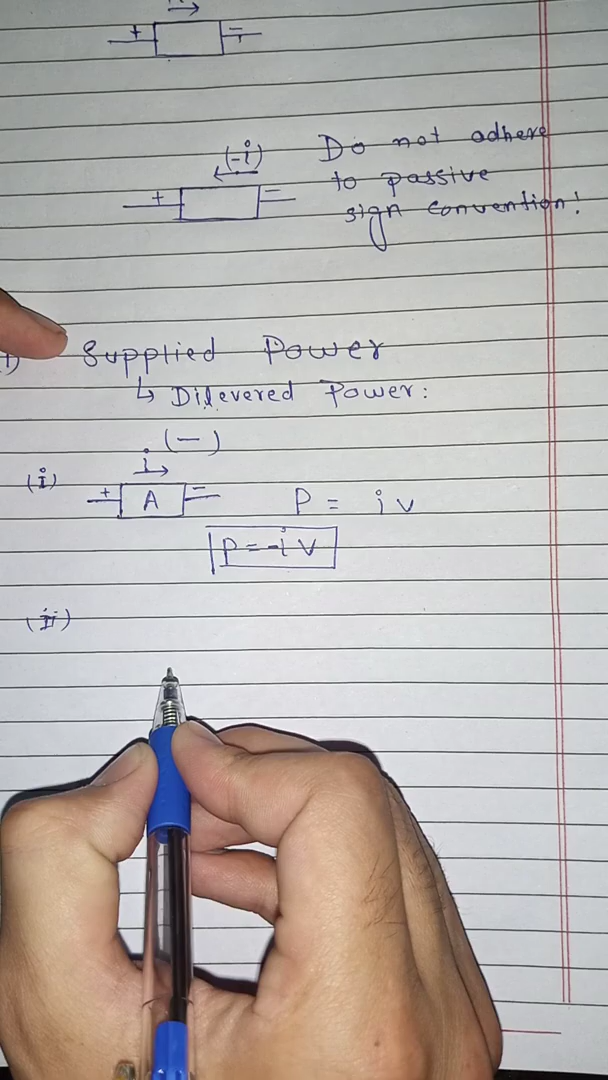 + -
(-i)
Do not adhere
to passive
+ -
sign convention!
Supplied Power
↳ Dilevered Power:
(-)
i
(i)
+ A -
P = iv
P = -iv
(ii)